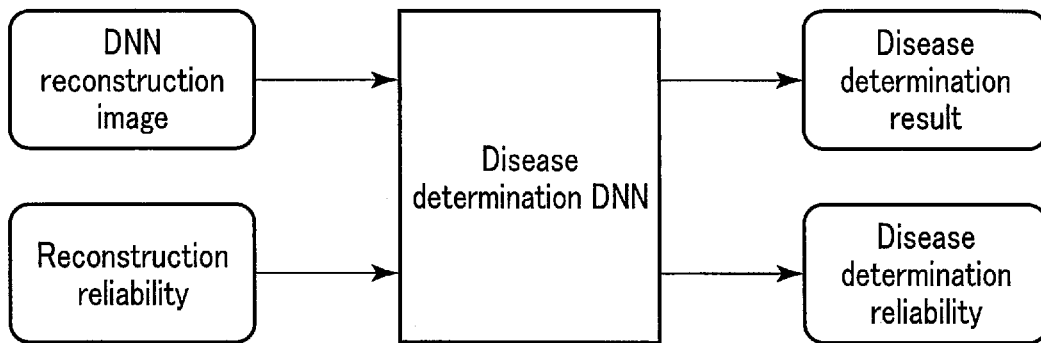 DNN
reconstruction
image
Reconstruction
reliability
Disease
determination DNN
Disease
determination
result
Disease
determination
reliability